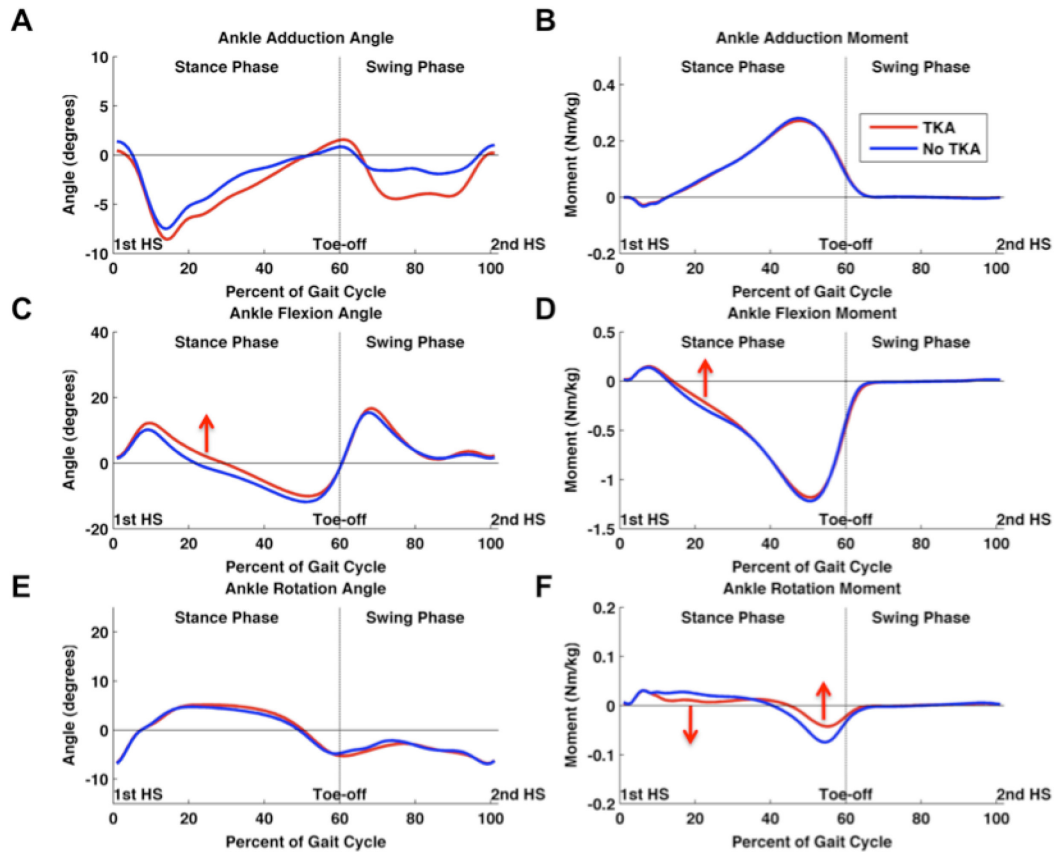 A
Ankle Adduction Angle
Stance Phase
Swing Phase
Angle (degrees)
10
5
0
-5
-10
1st HS
Toe-off
2nd HS
0
20
40
60
80
100
Percent of Gait Cycle
B
Ankle Adduction Moment
Stance Phase
Swing Phase
TKA
No TKA
Moment (Nm/kg)
0.4
0.2
0
-0.2
1st HS
Toe-off
2nd HS
0
20
40
60
80
100
Percent of Gait Cycle
C
Ankle Flexion Angle
Stance Phase
Swing Phase
Angle (degrees)
40
20
0
-20
1st HS
Toe-off
2nd HS
0
20
40
60
80
100
Percent of Gait Cycle
D
Ankle Flexion Moment
Stance Phase
Swing Phase
Moment (Nm/kg)
0.5
0
-0.5
-1
-1.5
1st HS
Toe-off
2nd HS
0
20
40
60
80
100
Percent of Gait Cycle
E
Ankle Rotation Angle
Stance Phase
Swing Phase
Angle (degrees)
20
10
0
-10
1st HS
Toe-off
2nd HS
0
20
40
60
80
100
Percent of Gait Cycle
F
Ankle Rotation Moment
Stance Phase
Swing Phase
Moment (Nm/kg)
0.2
0.1
0
-0.1
-0.2
1st HS
Toe-off
2nd HS
0
20
40
60
80
100
Percent of Gait Cycle